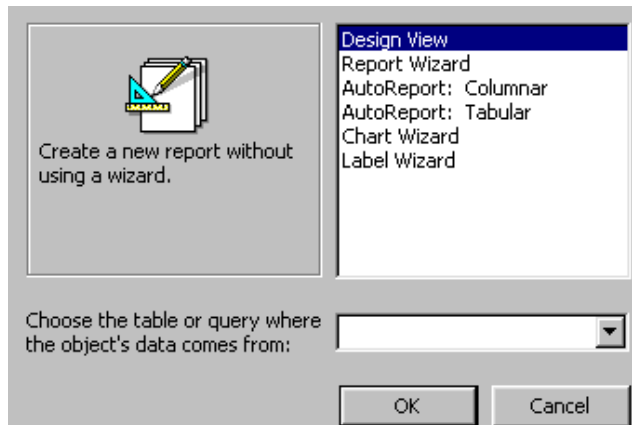 Design View
Report Wizard
AutoReport: Columnar
AutoReport: Tabular
Chart Wizard
Label Wizard
Create a new report without
using a wizard.
Choose the table or query where
the object's data comes from:
OK
Cancel